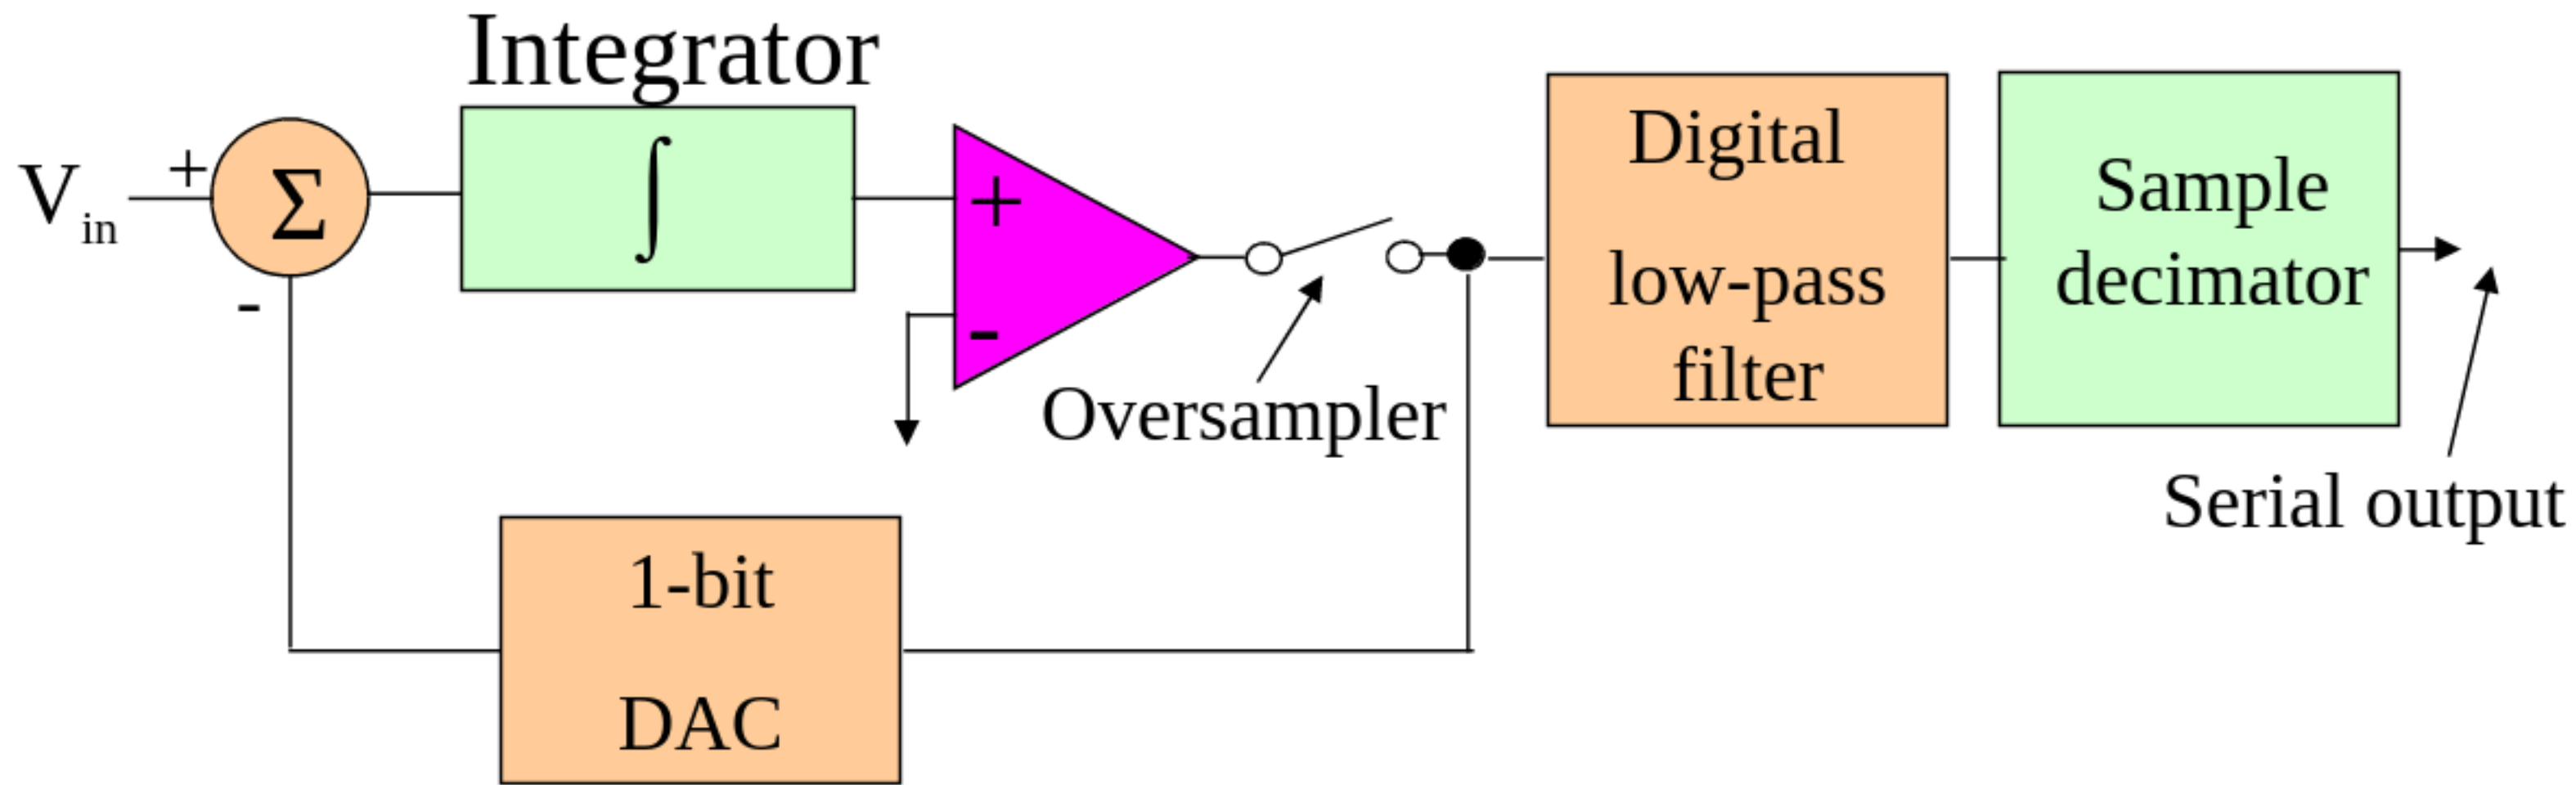 Integrator
V
in
+
Σ
-
∫
+
-
Oversampler
Digital
low-pass
filter
Sample
decimator
Serial output
1-bit
DAC